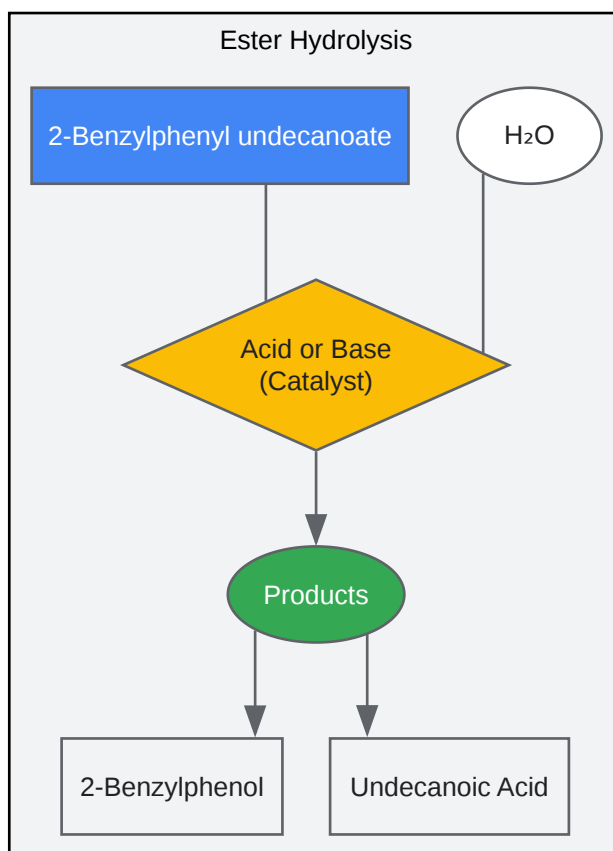 Ester Hydrolysis
2-Benzylphenyl undecanoate
H₂O
Acid or Base
(Catalyst)
Products
2-Benzylphenol
Undecanoic Acid